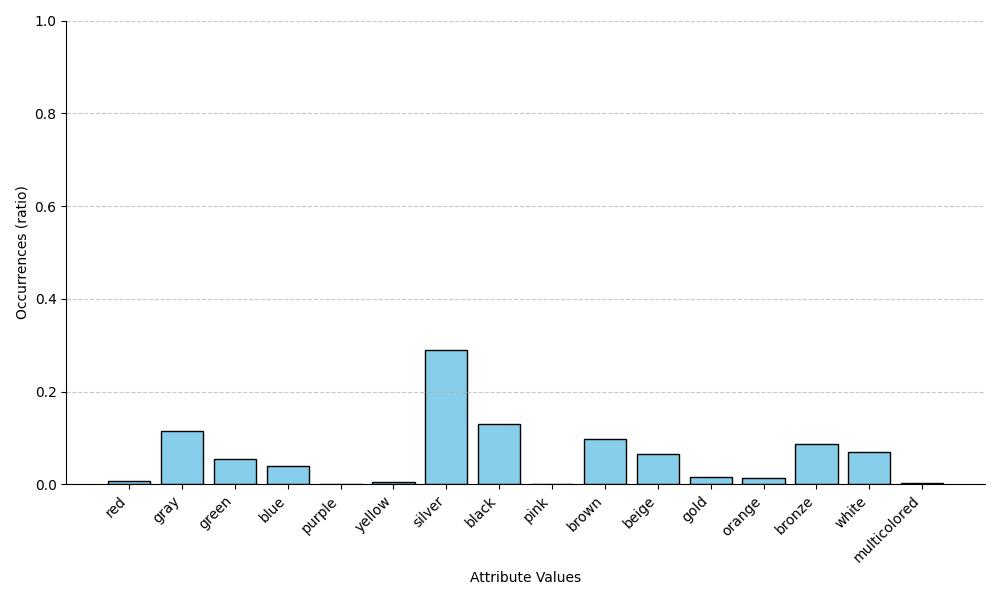 1.0
0.8
0.6
0.4
0.2
0.0
Occurrences (ratio)
red
gray
green
blue
purple
yellow
silver
black
pink
brown
beige
gold
orange
bronze
white
multicolored
Attribute Values